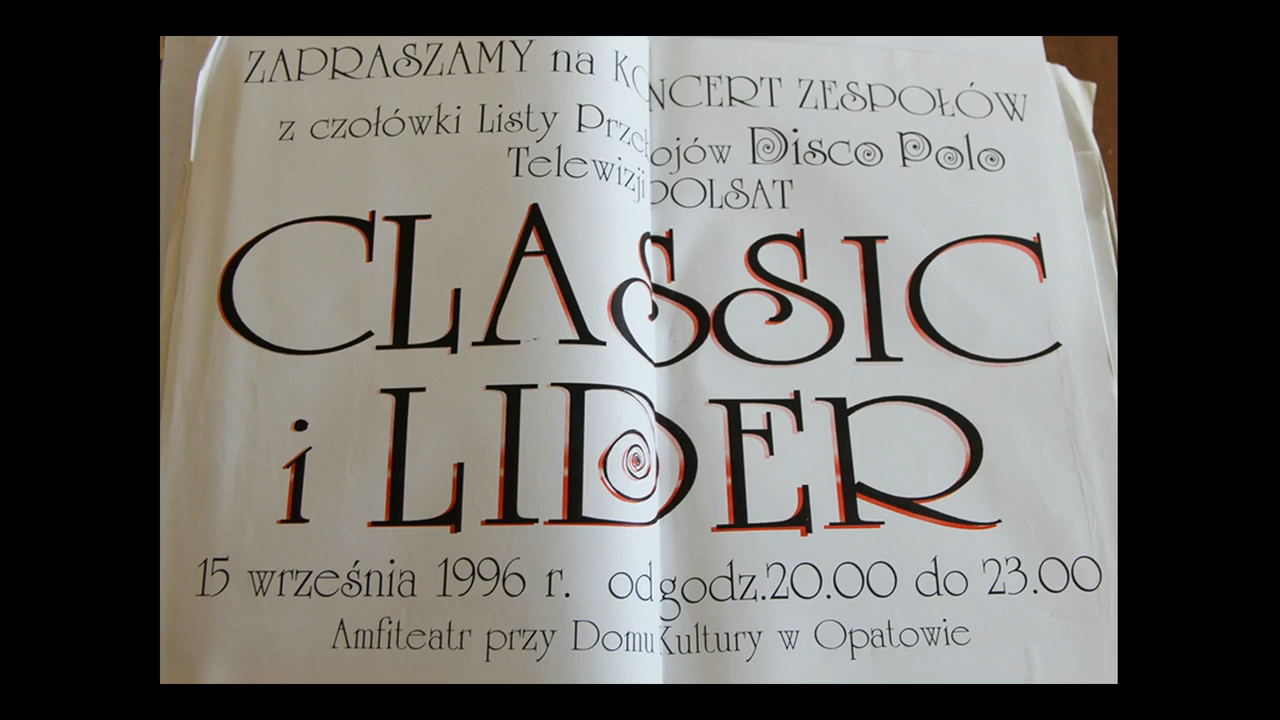 ZAPRASZAMY na KONCERT ZESPOŁÓW
z czołówki Listy Przebojów Disco Polo
Telewizji POLSAT
CLASSIC
i LIDER
15 września 1996 r. od godz.20.00 do 23.00
Amfiteatr przy Domu Kultury w Opatowie